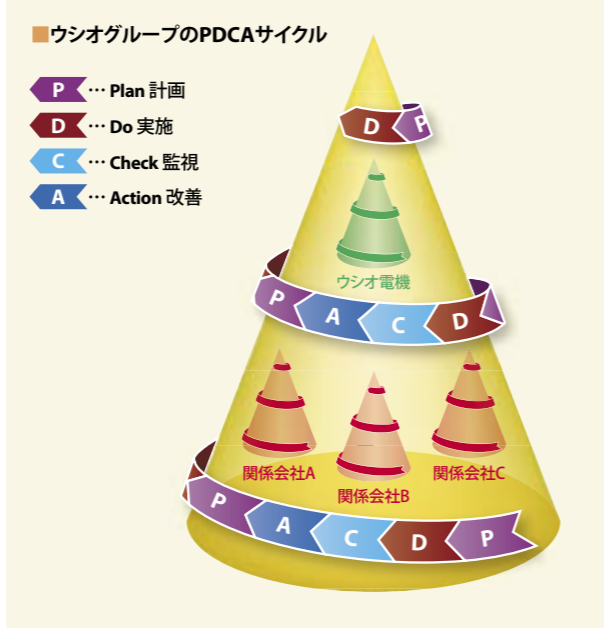 ■ウシオグループのPDCAサイクル
P … Plan 計画
D … Do 実施
C … Check 監視
A … Action 改善
D P
ウシオ電機
P A C D
関係会社A
関係会社B
関係会社C
P A C D P